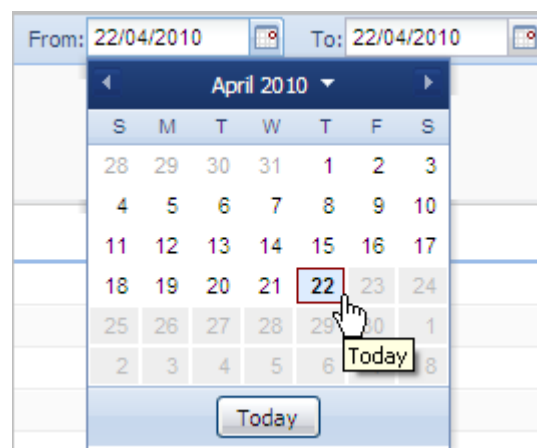 From: 22/04/2010 To: 22/04/2010
April 2010
S M T W T F S
28 29 30 31 1 2 3
4 5 6 7 8 9 10
11 12 13 14 15 16 17
18 19 20 21 22 23 24
25 26 27 28 29 30 1
2 3 4 5 6 8
Today
Today